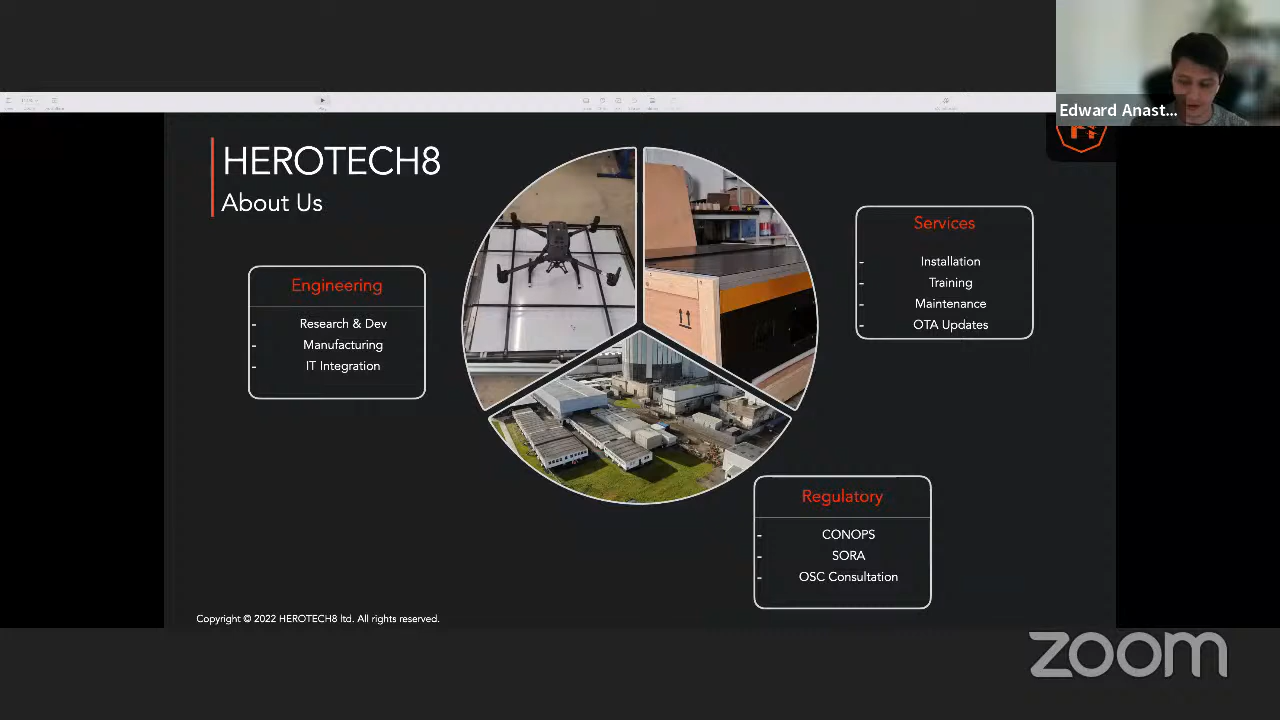 Edward Anast...
HEROTECH8
About Us
Engineering
- Research & Dev
- Manufacturing
- IT Integration
Services
- Installation
- Training
- Maintenance
- OTA Updates
Regulatory
- CONOPS
- SORA
- OSC Consultation
Copyright © 2022 HEROTECH8 ltd. All rights reserved.
zoom